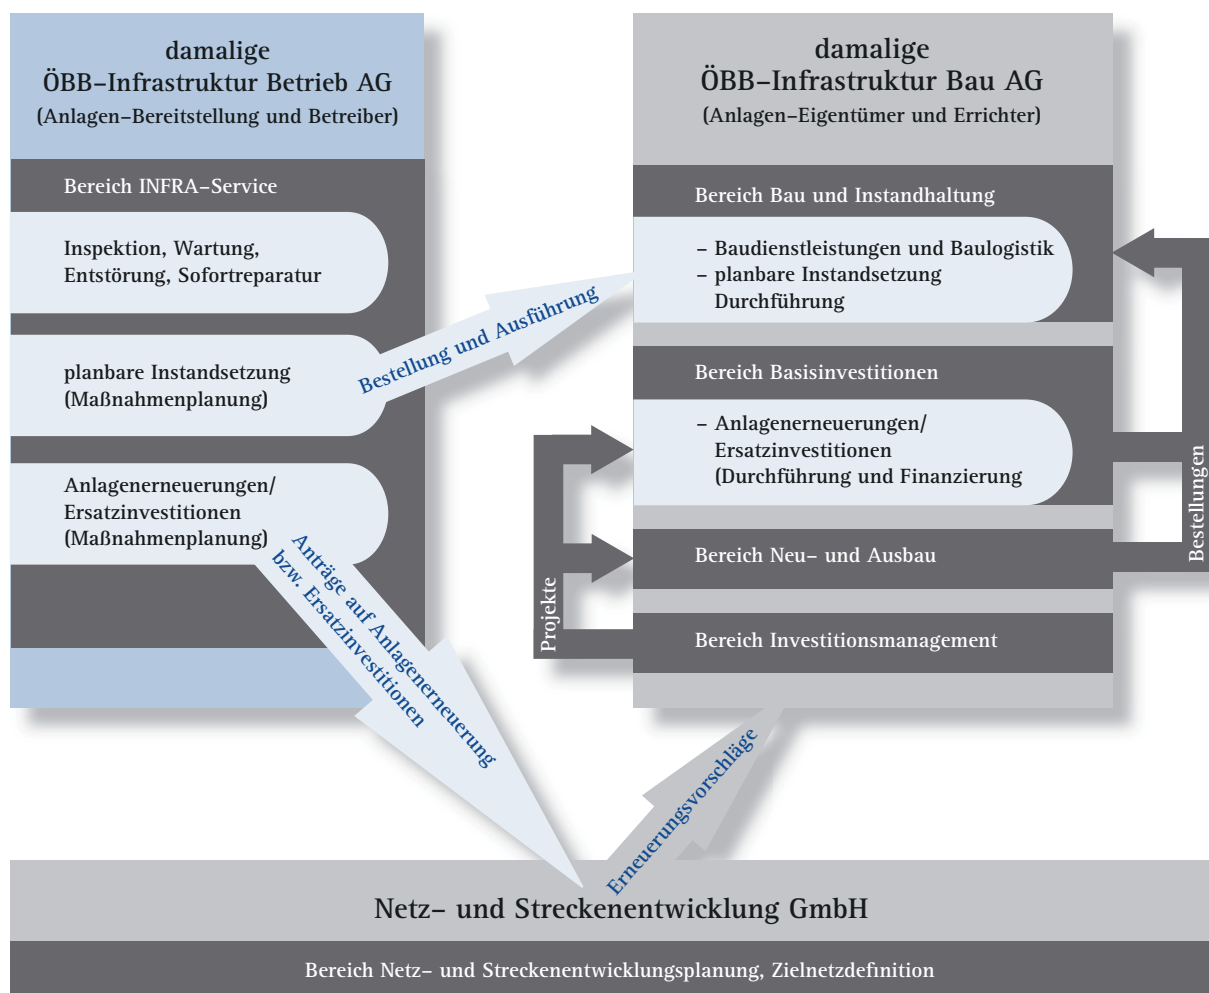 damalige
ÖBB-Infrastruktur Betrieb AG
(Anlagen-Bereitstellung und Betreiber)
Bereich INFRA-Service
Inspektion, Wartung,
Entstörung, Sofortreparatur
planbare Instandsetzung
(Maßnahmenplanung)
Anlagenerneuerungen/
Ersatzinvestitionen
(Maßnahmenplanung)
Bestellung und Ausführung
Anträge auf Anlagenerneuerung
bzw. Ersatzinvestitionen
damalige
ÖBB-Infrastruktur Bau AG
(Anlagen-Eigentümer und Errichter)
Bereich Bau und Instandhaltung
– Baudienstleistungen und Baulogistik
– planbare Instandsetzung
Durchführung
Bereich Basisinvestitionen
– Anlagenerneuerungen/
Ersatzinvestitionen
(Durchführung und Finanzierung
Bereich Neu- und Ausbau
Bereich Investitionsmanagement
Projekte
Bestellungen
Erneuerungsvorschläge
Netz- und Streckenentwicklung GmbH
Bereich Netz- und Streckenentwicklungsplanung, Zielnetzdefinition